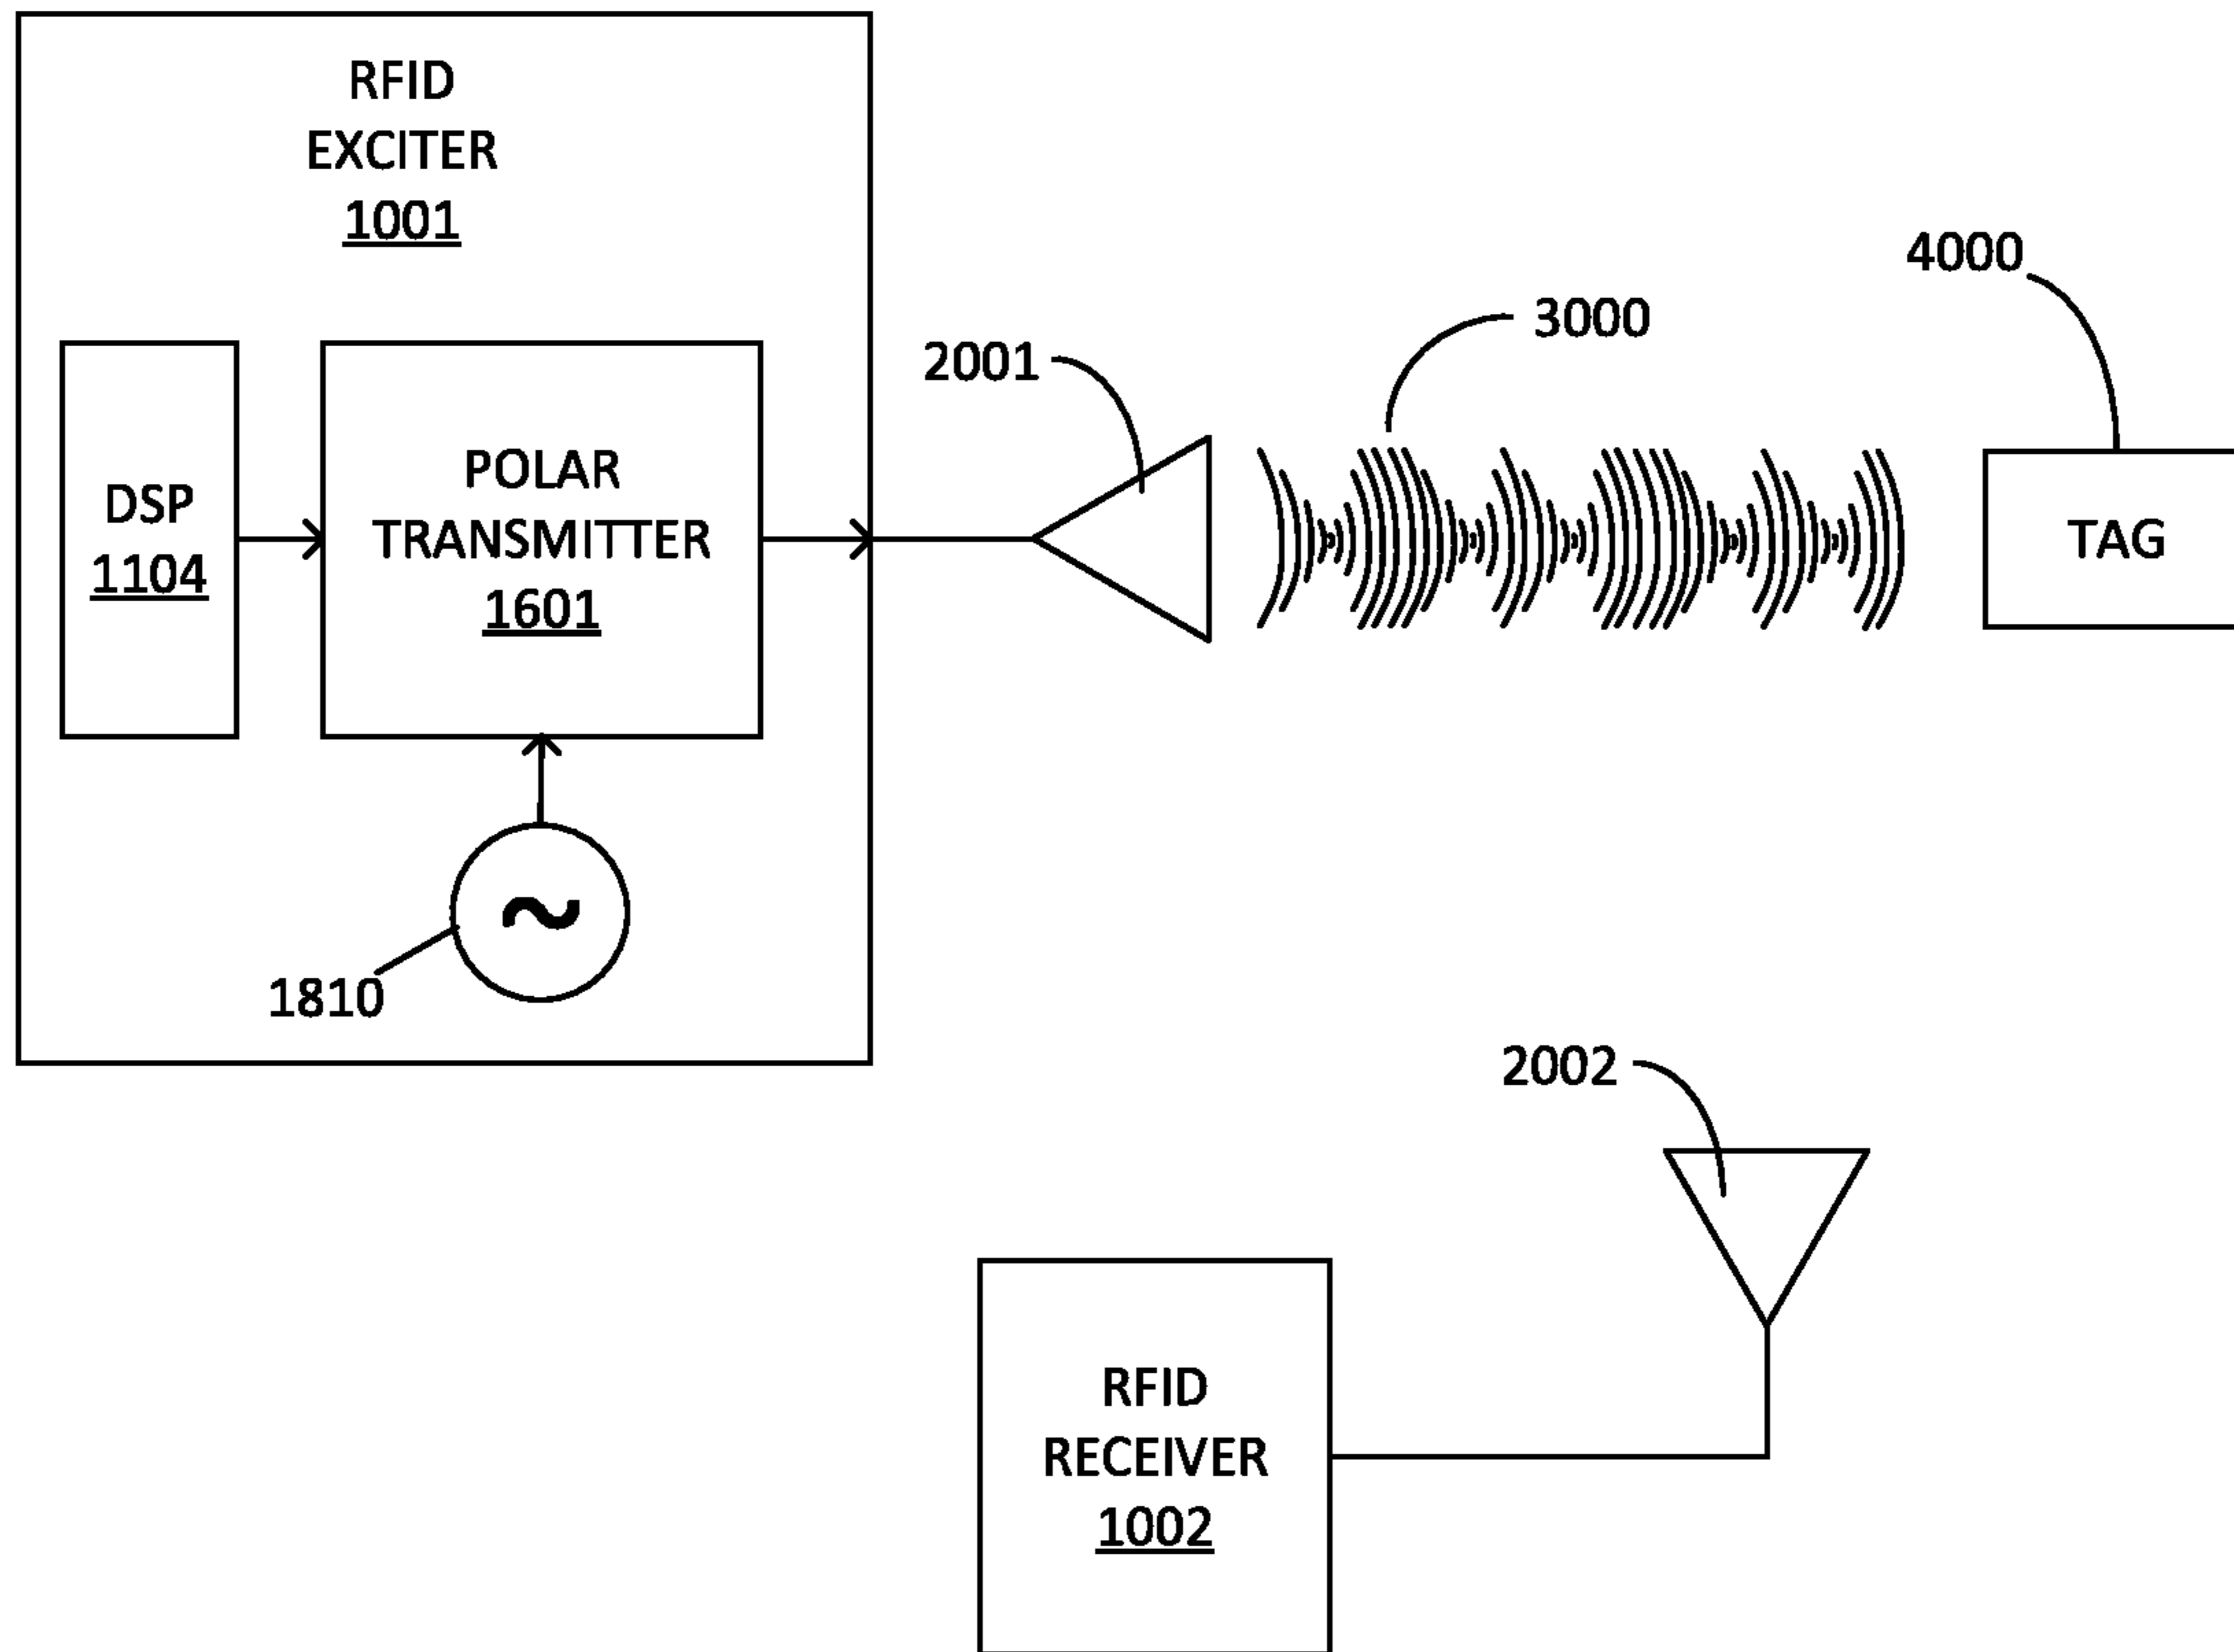 RFID
EXCITER
1001
DSP
1104
POLAR
TRANSMITTER
1601
1810
2001
3000
4000
TAG
2002
RFID
RECEIVER
1002